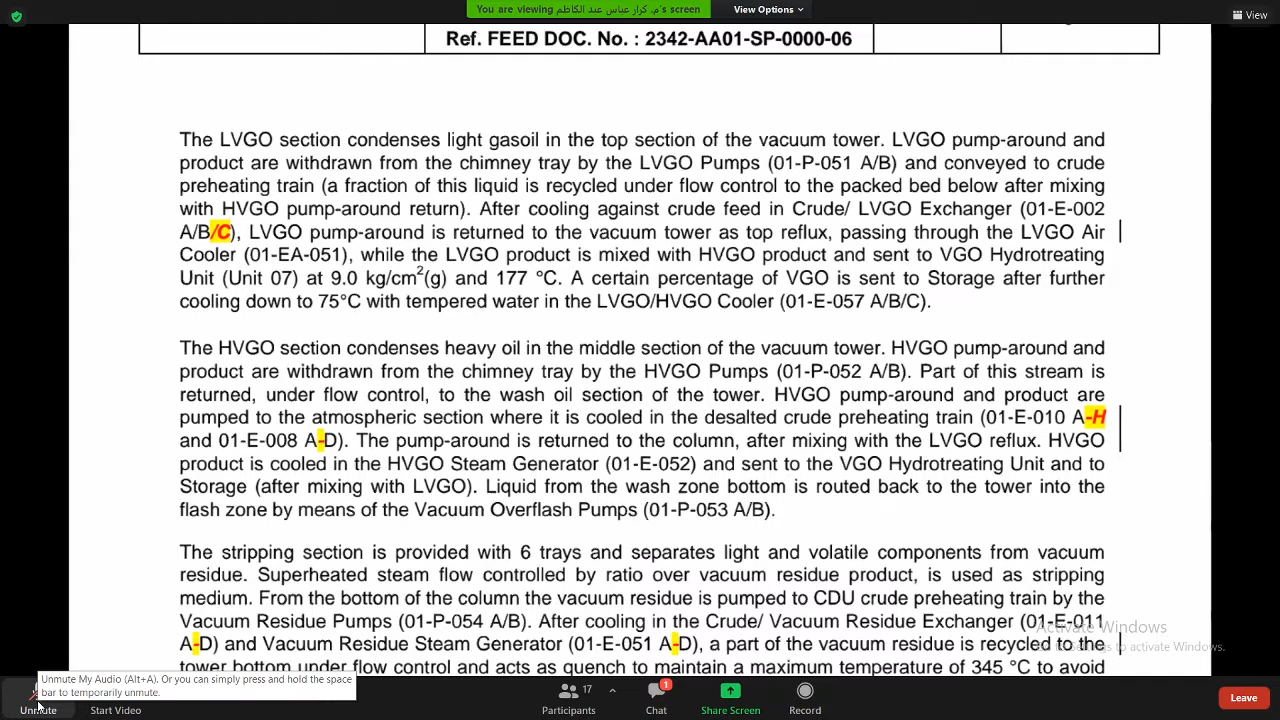 You are viewing م. كرار عباس عبد الكاظم's screen
View Options
View
Ref. FEED DOC. No. : 2342-AA01-SP-0000-06
The LVGO section condenses light gasoil in the top section of the vacuum tower. LVGO pump-around and
product are withdrawn from the chimney tray by the LVGO Pumps (01-P-051 A/B) and conveyed to crude
preheating train (a fraction of this liquid is recycled under flow control to the packed bed below after mixing
with HVGO pump-around return). After cooling against crude feed in Crude/ LVGO Exchanger (01-E-002
A/B/C), LVGO pump-around is returned to the vacuum tower as top reflux, passing through the LVGO Air
Cooler (01-EA-051), while the LVGO product is mixed with HVGO product and sent to VGO Hydrotreating
Unit (Unit 07) at 9.0 kg/cm²(g) and 177 °C. A certain percentage of VGO is sent to Storage after further
cooling down to 75°C with tempered water in the LVGO/HVGO Cooler (01-E-057 A/B/C).
The HVGO section condenses heavy oil in the middle section of the vacuum tower. HVGO pump-around and
product are withdrawn from the chimney tray by the HVGO Pumps (01-P-052 A/B). Part of this stream is
returned, under flow control, to the wash oil section of the tower. HVGO pump-around and product are
pumped to the atmospheric section where it is cooled in the desalted crude preheating train (01-E-010 A-H
and 01-E-008 A-D). The pump-around is returned to the column, after mixing with the LVGO reflux. HVGO
product is cooled in the HVGO Steam Generator (01-E-052) and sent to the VGO Hydrotreating Unit and to
Storage (after mixing with LVGO). Liquid from the wash zone bottom is routed back to the tower into the
flash zone by means of the Vacuum Overflash Pumps (01-P-053 A/B).
The stripping section is provided with 6 trays and separates light and volatile components from vacuum
residue. Superheated steam flow controlled by ratio over vacuum residue product, is used as stripping
medium. From the bottom of the column the vacuum residue is pumped to CDU crude preheating train by the
Vacuum Residue Pumps (01-P-054 A/B). After cooling in the Crude/ Vacuum Residue Exchanger (01-E-011
A-D) and Vacuum Residue Steam Generator (01-E-051 A-D), a part of the vacuum residue is recycled to the
tower bottom under flow control and acts as quench to maintain a maximum temperature of 345 °C to avoid
Activate Windows
Go to Settings to activate Windows.
Unmute My Audio (Alt+A). Or you can simply press and hold the space
bar to temporarily unmute.
Unmute
Start Video
17
Participants
1
Chat
Share Screen
Record
Leave